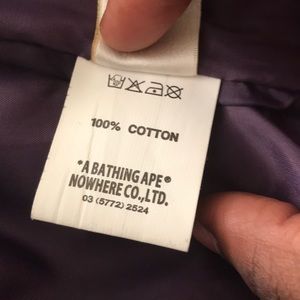 100% COTTON
"A BATHING APE®
NOWHERE CO.,LTD.
03 (5772) 2524